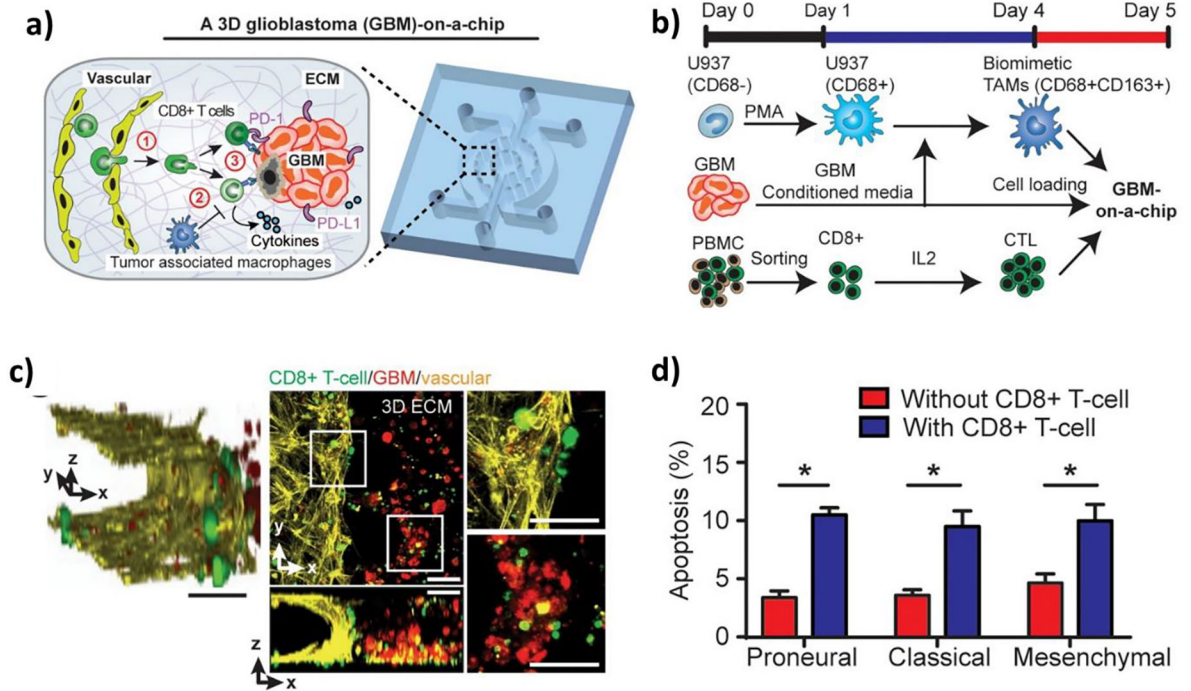 a)
A 3D glioblastoma (GBM)-on-a-chip
Vascular
ECM
CD8+ T cells
PD-1
1
3
GBM
2
PD-L1
Cytokines
Tumor associated macrophages
b)
Day 0 Day 1 Day 4 Day 5
U937
(CD68-)
U937
(CD68+)
Biomimetic
TAMs (CD68+CD163+)
PMA
GBM
GBM
Conditioned media
Cell loading
GBM-
on-a-chip
PBMC
Sorting
CD8+
IL2
CTL
c)
CD8+ T-cell/GBM/vascular
3D ECM
z
y
x
y
x
z
x
d)
Without CD8+ T-cell
With CD8+ T-cell
Apoptosis (%)
20
15
10
5
0
* * *
Proneural Classical Mesenchymal